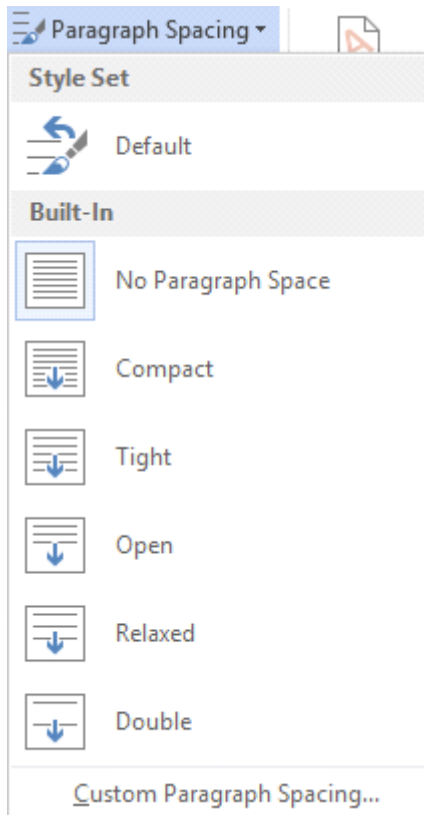 Paragraph Spacing
Style Set
Default
Built-In
No Paragraph Space
Compact
Tight
Open
Relaxed
Double
Custom Paragraph Spacing...